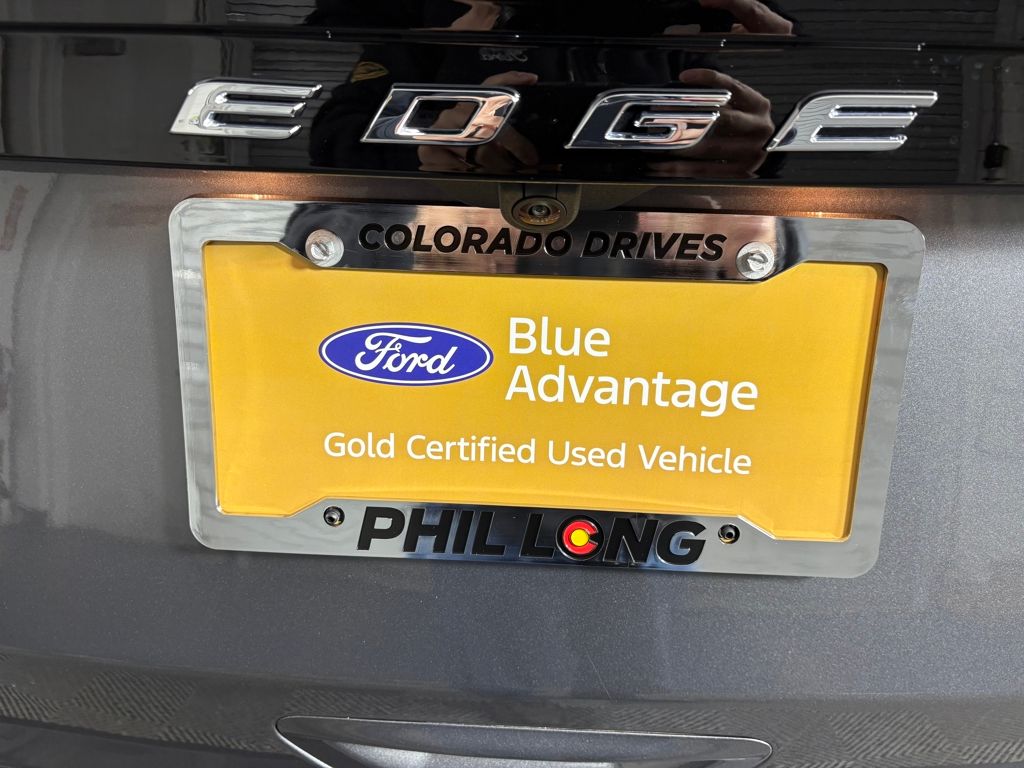 EDGE
COLORADO DRIVES
Ford
Blue
Advantage
Gold Certified Used Vehicle
PHIL LONG